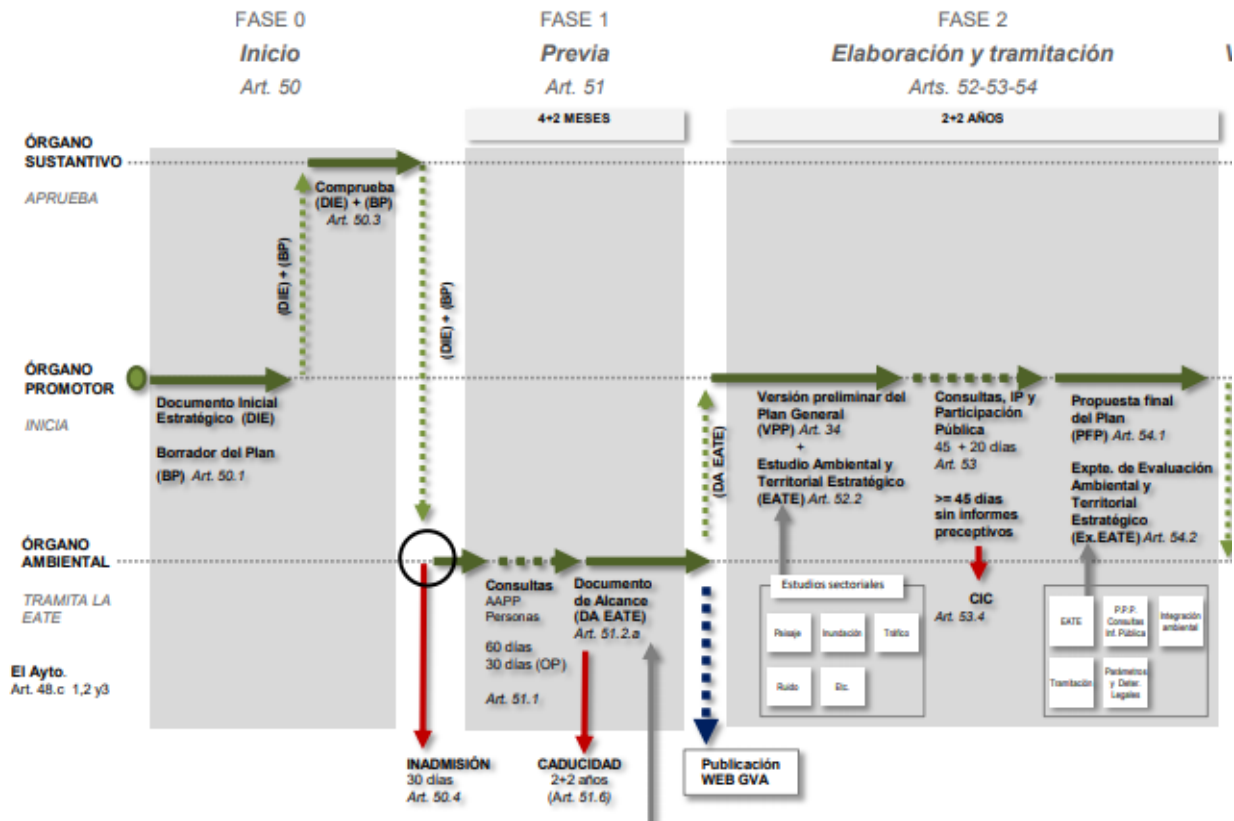 FASE 0
Inicio
Art. 50
FASE 1
Previa
Art. 51
4+2 MESES
FASE 2
Elaboración y tramitación
Arts. 52-53-54
2+2 AÑOS
V
ÓRGANO
SUSTANTIVO
APRUEBA
Comprueba
(DIE) + (BP)
Art. 50.3
(DIE) + (BP)
(DIE) + (BP)
ÓRGANO
PROMOTOR
INICIA
Documento Inicial
Estratégico (DIE)
Borrador del Plan
(BP) Art. 50.1
(DA EATE)
Versión preliminar del
Plan General
(VPP) Art. 34
+
Estudio Ambiental y
Territorial Estratégico
(EATE) Art. 52.2
Consultas, IP y
Participación
Pública
45 + 20 días
Art. 53
>= 45 días
sin informes
preceptivos
CIC
Art. 53.4
Propuesta final
del Plan
(PFP) Art. 54.1
Expte. de Evaluación
Ambiental y
Territorial
Estratégico
(Ex.EATE) Art. 54.2
ÓRGANO
AMBIENTAL
TRAMITA LA
EATE
El Ayto.
Art. 48.c 1,2 y3
Consultas
AAPP
Personas
60 días
30 días (OP)
Art. 51.1
Documento
de Alcance
(DA EATE)
Art. 51.2.a
Estudios sectoriales
Paisaje
Inundación
Tráfico
Ruido
Etc.
EATE
P.P.P.
Consultas
Inf. Pública
Integración
ambiental
Tramitación
Parámetros
y Deter.
Legales
INADMISIÓN
30 días
Art. 50.4
CADUCIDAD
2+2 años
(Art. 51.6)
Publicación
WEB GVA